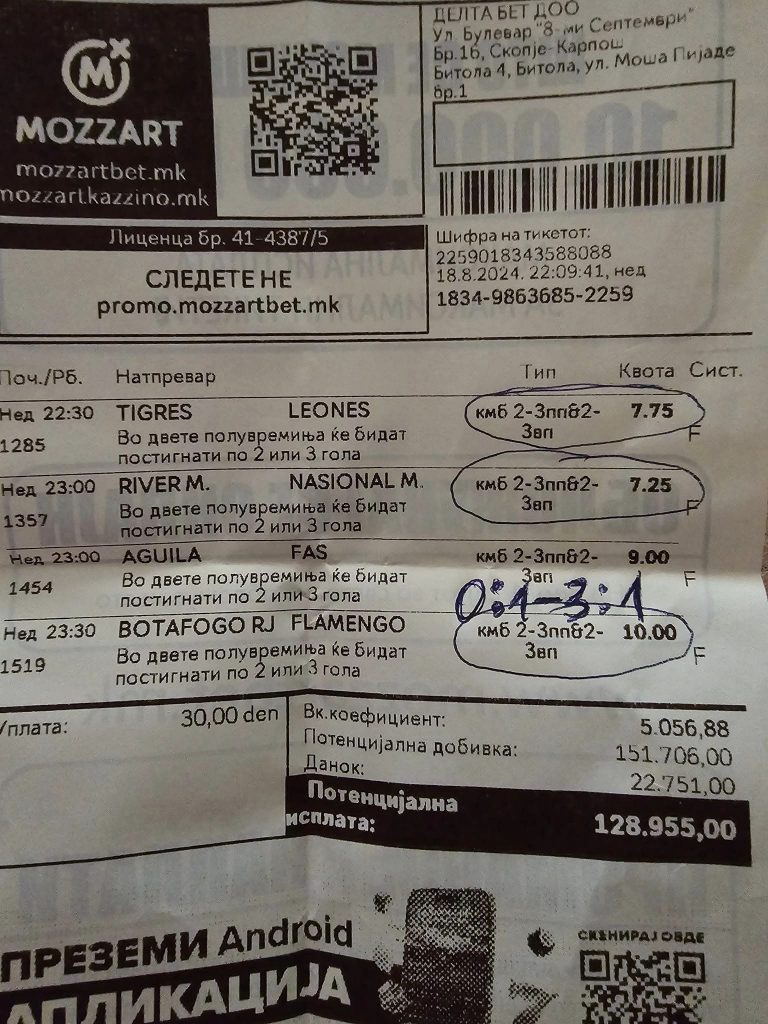 ДЕЛТА БЕТ ДОО
Ул. Булевар "8-ми Септември"
Бр.16, Скопје-Карпош
Битола 4, Битола, ул. Моша Пијаде
бр.1
MOZZART
mozzartbet.mk
mozzartkazzino.mk
Лиценца бр. 41-4387/5
СЛЕДЕТЕ НЕ
promo.mozzartbet.mk
Шифра на тикетот:
2259018343588088
18.8.2024. 22:09:41, нед
1834-9863685-2259
Поч./Рб. Натпревар Тип Квота Сист.
Нед 22:30 TIGRES LEONES кмб 2-3пп&2-3вп 7.75
1285 Во двете полувремиња ќе бидат постигнати по 2 или 3 гола F
Нед 23:00 RIVER M. NASIONAL M. кмб 2-3пп&2-3вп 7.25
1357 Во двете полувремиња ќе бидат постигнати по 2 или 3 гола F
Нед 23:00 AGUILA FAS кмб 2-3пп&2-3вп 9.00
1454 Во двете полувремиња ќе бидат постигнати по 2 или 3 гола F
0:1-3:1
Нед 23:30 BOTAFOGO RJ FLAMENGO кмб 2-3пп&2-3вп 10.00
1519 Во двете полувремиња ќе бидат постигнати по 2 или 3 гола F
Уплата: 30,00 den
Вк.коефициент: 5.056,88
Потенцијална добивка: 151.706,00
Данок: 22.751,00
Потенцијална исплата: 128.955,00
ПРЕЗЕМИ Android
АПЛИКАЦИЈА
СКЕНИРАЈ ОВДЕ